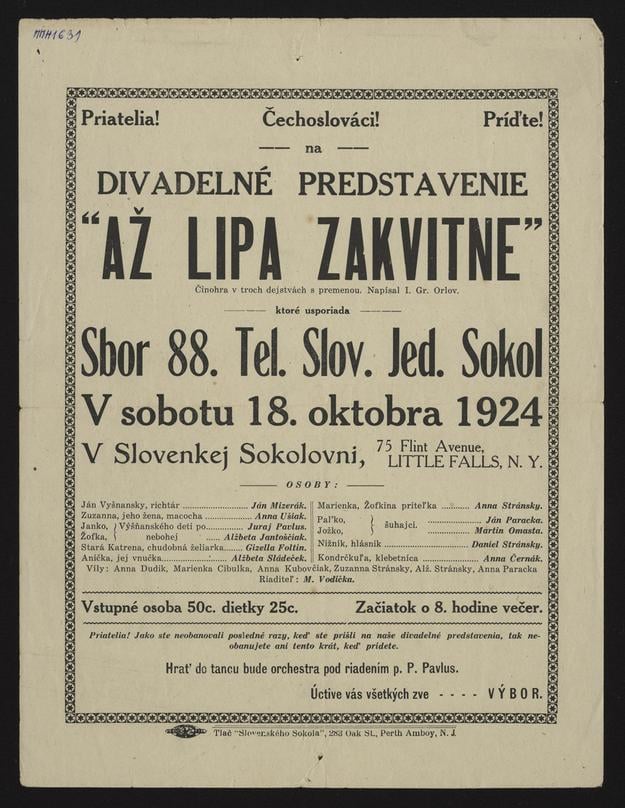 MMH1631
Priatelia! Čechoslováci! Príďte!
na
DIVADELNÉ PREDSTAVENIE
“AŽ LIPA ZAKVITNE”
Činohra v troch dejstvách s premenou. Napísal I. Gr. Orlov.
ktoré usporiada
Sbor 88. Tel. Slov. Jed. Sokol
V sobotu 18. oktobra 1924
V Slovenkej Sokolovni, 75 Flint Avenue, LITTLE FALLS, N. Y.
OSOBY:
Ján Vyšnansky, richtár Ján Mizerák.
Zuzanna, jeho žena, macocha Anna Ušiak.
Janko, } Výšňanského deti po Juraj Pavlus.
Žofka, } nebohej Alžbeta Jantoščiak.
Stará Katrena, chudobná želiarka Gizella Foltin.
Anička, jej vnučka Alžbeta Sládeček.
Marienka, Žofkina priteľka Anna Stránsky.
Paľko, } šuhajci. Ján Paracka.
Jožko, } Martin Omasta.
Nižník, hlásnik Daniel Stránsky.
Kondrčkuľa, klebetnica Anna Černák.
Víly: Anna Dudík, Marienka Cibulka, Anna Kubovčiak, Zuzanna Stránsky, Alž. Stránsky, Anna Paracka
Riaditeľ: M. Vodička.
Vstupné osoba 50c. dietky 25c. Začiatok o 8. hodine večer.
Priatelia! Jako ste neobanovali posledné razy, keď ste prišli na naše divadelné predstavenia, tak ne-
obanujete ani tento krát, keď prídete.
Hrať do tancu bude orchestra pod riadením p. P. Pavlus.
Úctive vás všetkých zve - - - - VÝBOR.
Tlač “Slovenského Sokola”, 283 Oak St., Perth Amboy, N. J.